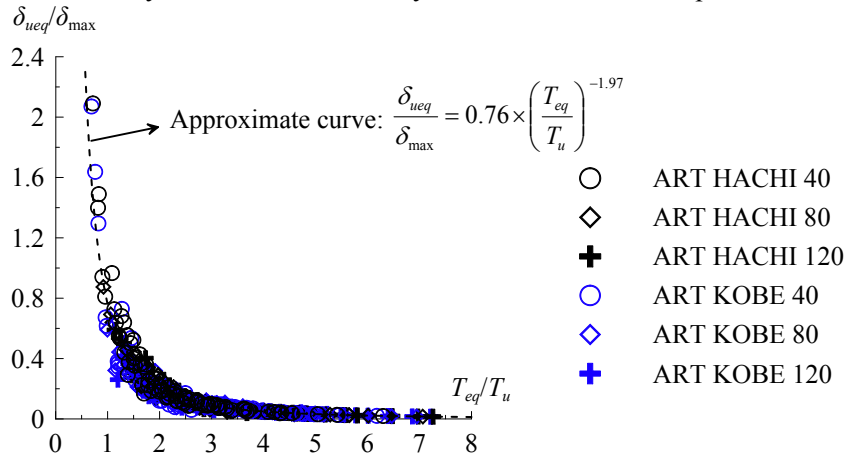 δueq/δmax
2.4
2
1.6
1.2
0.8
0.4
0
Approximate curve: δueq/δmax = 0.76 × (Teq/Tu)^−1.97
ART HACHI 40
ART HACHI 80
ART HACHI 120
ART KOBE 40
ART KOBE 80
ART KOBE 120
Teq/Tu
0 1 2 3 4 5 6 7 8